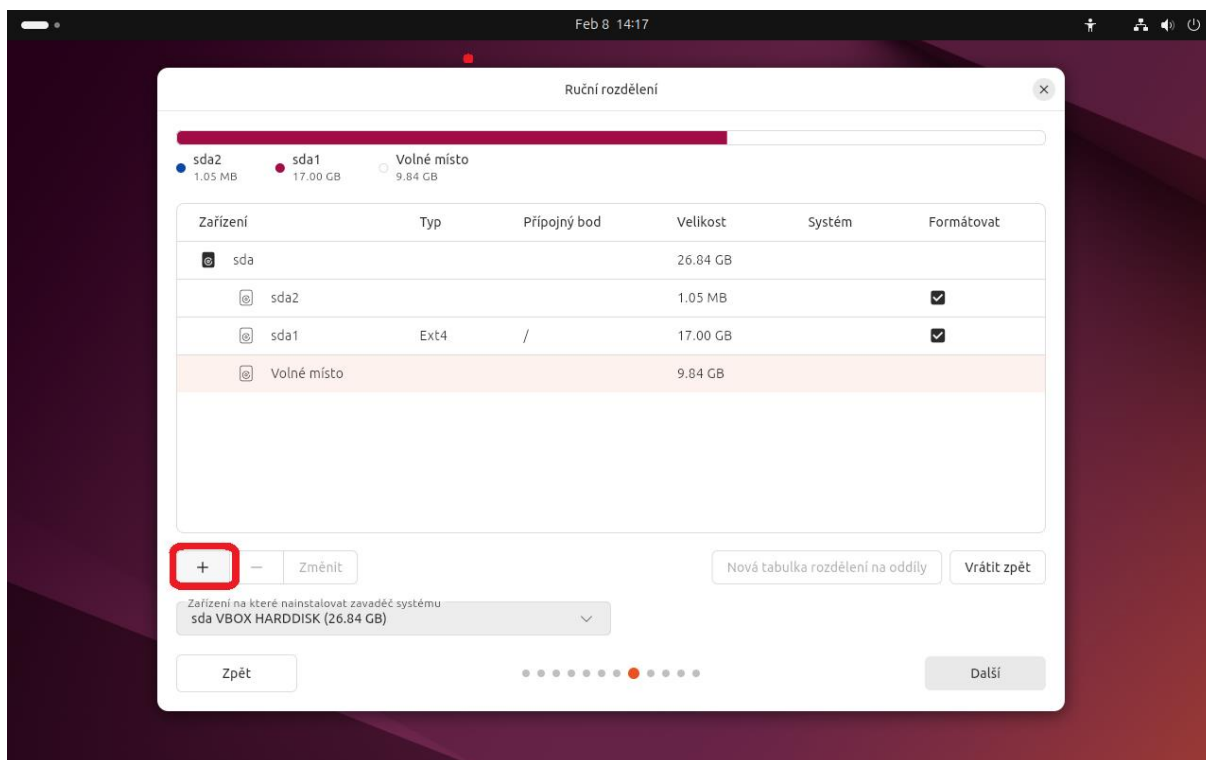 Feb 8 14:17
Ruční rozdělení
sda2 sda1 Volné místo
1.05 MB 17.00 GB 9.84 GB
Zařízení Typ Přípojný bod Velikost Systém Formátovat
sda 26.84 GB
sda2 1.05 MB
sda1 Ext4 / 17.00 GB
Volné místo 9.84 GB
+ − Změnit Nová tabulka rozdělení na oddíly Vrátit zpět
Zařízení na které nainstalovat zavaděč systému
sda VBOX HARDDISK (26.84 GB)
Zpět Další